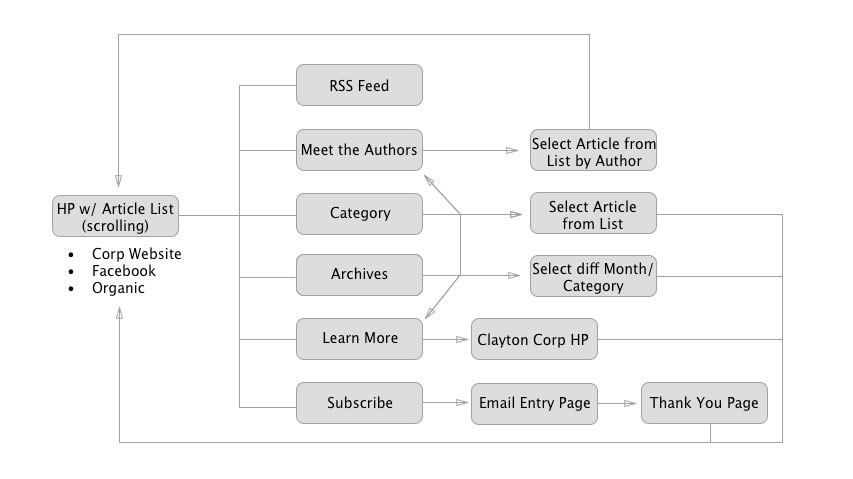 RSS Feed
Meet the Authors
Select Article from
List by Author
HP w/ Article List
(scrolling)
• Corp Website
• Facebook
• Organic
Category
Select Article
from List
Archives
Select diff Month/
Category
Learn More
Clayton Corp HP
Subscribe
Email Entry Page
Thank You Page